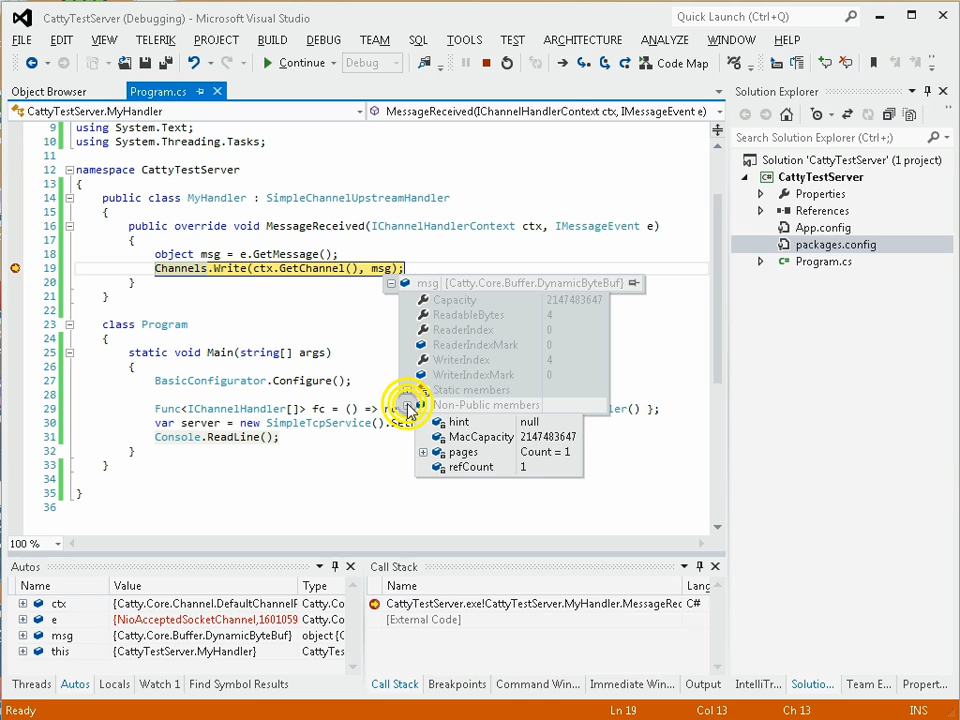 CattyTestServer (Debugging) - Microsoft Visual Studio
Quick Launch (Ctrl+Q)
FILE EDIT VIEW TELERIK PROJECT BUILD DEBUG TEAM SQL TOOLS TEST ARCHITECTURE ANALYZE WINDOW HELP
Continue Debug Code Map
Object Browser Program.cs
CattyTestServer.MyHandler MessageReceived(IChannelHandlerContext ctx, IMessageEvent e)
9 using System.Text;
10 using System.Threading.Tasks;
11
12 namespace CattyTestServer
13 {
14 public class MyHandler : SimpleChannelUpstreamHandler
15 {
16 public override void MessageReceived(IChannelHandlerContext ctx, IMessageEvent e)
17 {
18 object msg = e.GetMessage();
19 Channels.Write(ctx.GetChannel(), msg);
20 }
21 }
22
23 class Program
24 {
25 static void Main(string[] args)
26 {
27 BasicConfigurator.Configure();
28
29 Func<IChannelHandler[]> fc = () =>
30 var server = new SimpleTcpService()
31 Console.ReadLine();
32 }
33 }
34
35 }
36
msg {Catty.Core.Buffer.DynamicByteBuf}
Capacity 2147483647
ReadableBytes 4
ReaderIndex 0
ReaderIndexMark 0
WriterIndex 4
WriterIndexMark 0
Static members
Non-Public members
hint null
MacCapacity 2147483647
pages Count = 1
refCount 1
100 %
Autos
Name Value Type
ctx {Catty.Core.Channel.DefaultChannelP Catty.Co
e {NioAcceptedSocketChannel,1601059 Catty.Co
msg {Catty.Core.Buffer.DynamicByteBuf} object {C
this {CattyTestServer.MyHandler} CattyTes
Threads Autos Locals Watch 1 Find Symbol Results
Call Stack
Name Lang
CattyTestServer.exe!CattyTestServer.MyHandler.MessageRec C#
[External Code]
Call Stack Breakpoints Command Win... Immediate Win... Output
Solution Explorer
Search Solution Explorer (Ctrl+;)
Solution 'CattyTestServer' (1 project)
CattyTestServer
Properties
References
App.config
packages.config
Program.cs
IntelliTr... Solutio... Team E... Propert...
Ready Ln 19 Col 13 Ch 13 INS